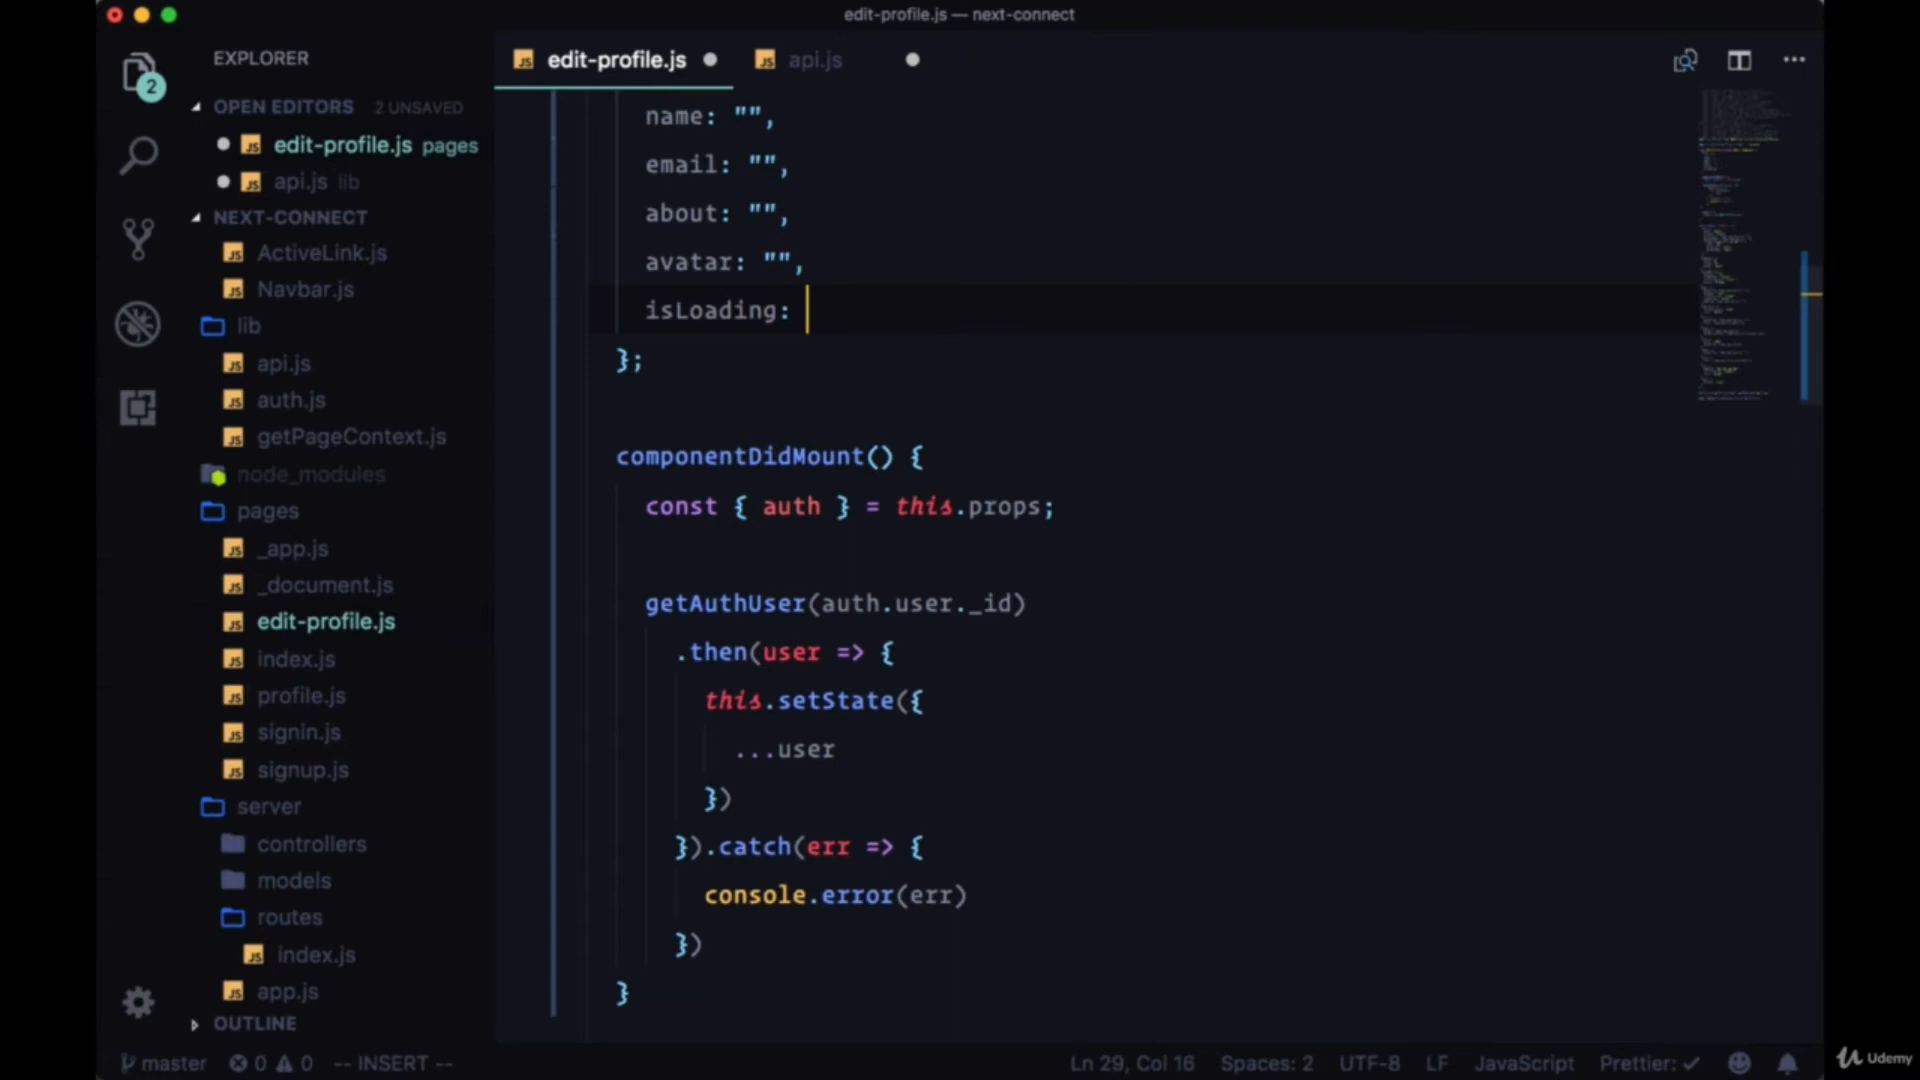 edit-profile.js — next-connect
EXPLORER
2
OPEN EDITORS 2 UNSAVED
edit-profile.js pages
api.js lib
NEXT-CONNECT
ActiveLink.js
Navbar.js
lib
api.js
auth.js
getPageContext.js
node_modules
pages
_app.js
_document.js
edit-profile.js
index.js
profile.js
signin.js
signup.js
server
controllers
models
routes
index.js
app.js
OUTLINE
edit-profile.js
api.js
name: "",
email: "",
about: "",
avatar: "",
isLoading:
};
componentDidMount() {
const { auth } = this.props;
getAuthUser(auth.user._id)
.then(user => {
this.setState({
...user
})
}).catch(err => {
console.error(err)
})
}
master 0 0 -- INSERT --
Ln 29, Col 16 Spaces: 2 UTF-8 LF JavaScript Prettier: ✓
Udemy